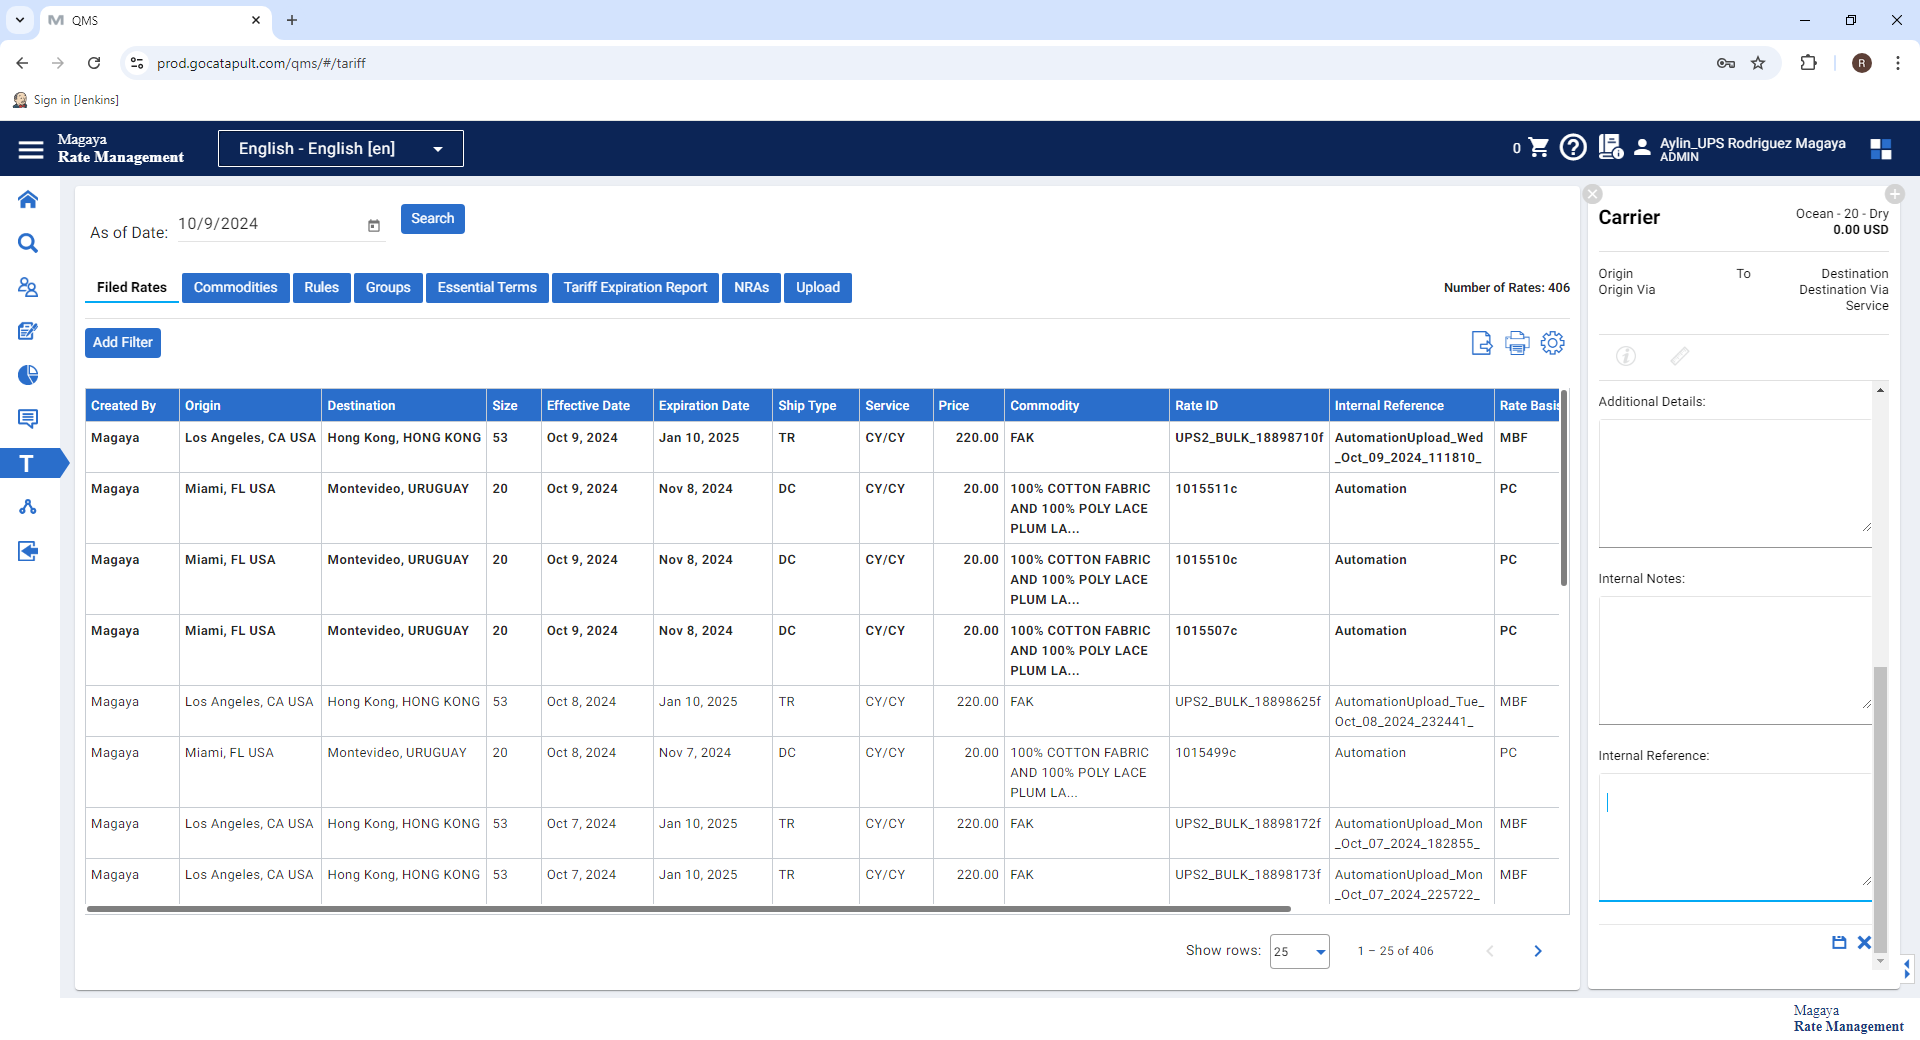 QMS
prod.gocatapult.com/qms/#/tariff
R
Sign in [Jenkins]
Magaya
Rate Management
English - English [en]
0
Aylin_UPS Rodriguez Magaya
ADMIN
As of Date: 10/9/2024 Search
Filed Rates Commodities Rules Groups Essential Terms Tariff Expiration Report NRAs Upload Number of Rates: 406
Add Filter
Created By Origin Destination Size Effective Date Expiration Date Ship Type Service Price Commodity Rate ID Internal Reference Rate Basis
Magaya Los Angeles, CA USA Hong Kong, HONG KONG 53 Oct 9, 2024 Jan 10, 2025 TR CY/CY 220.00 FAK UPS2_BULK_18898710f AutomationUpload_Wed MBF
_Oct_09_2024_111810_
Magaya Miami, FL USA Montevideo, URUGUAY 20 Oct 9, 2024 Nov 8, 2024 DC CY/CY 20.00 100% COTTON FABRIC 1015511c Automation PC
AND 100% POLY LACE
PLUM LA...
Magaya Miami, FL USA Montevideo, URUGUAY 20 Oct 9, 2024 Nov 8, 2024 DC CY/CY 20.00 100% COTTON FABRIC 1015510c Automation PC
AND 100% POLY LACE
PLUM LA...
Magaya Miami, FL USA Montevideo, URUGUAY 20 Oct 9, 2024 Nov 8, 2024 DC CY/CY 20.00 100% COTTON FABRIC 1015507c Automation PC
AND 100% POLY LACE
PLUM LA...
Magaya Los Angeles, CA USA Hong Kong, HONG KONG 53 Oct 8, 2024 Jan 10, 2025 TR CY/CY 220.00 FAK UPS2_BULK_18898625f AutomationUpload_Tue_ MBF
Oct_08_2024_232441_
Magaya Miami, FL USA Montevideo, URUGUAY 20 Oct 8, 2024 Nov 7, 2024 DC CY/CY 20.00 100% COTTON FABRIC 1015499c Automation PC
AND 100% POLY LACE
PLUM LA...
Magaya Los Angeles, CA USA Hong Kong, HONG KONG 53 Oct 7, 2024 Jan 10, 2025 TR CY/CY 220.00 FAK UPS2_BULK_18898172f AutomationUpload_Mon MBF
_Oct_07_2024_182855_
Magaya Los Angeles, CA USA Hong Kong, HONG KONG 53 Oct 7, 2024 Jan 10, 2025 TR CY/CY 220.00 FAK UPS2_BULK_18898173f AutomationUpload_Mon MBF
_Oct_07_2024_225722_
Show rows: 25 1 – 25 of 406
T
Carrier
Ocean - 20 - Dry
0.00 USD
Origin To Destination
Origin Via Destination Via
Service
Additional Details:
Internal Notes:
Internal Reference:
Magaya
Rate Management